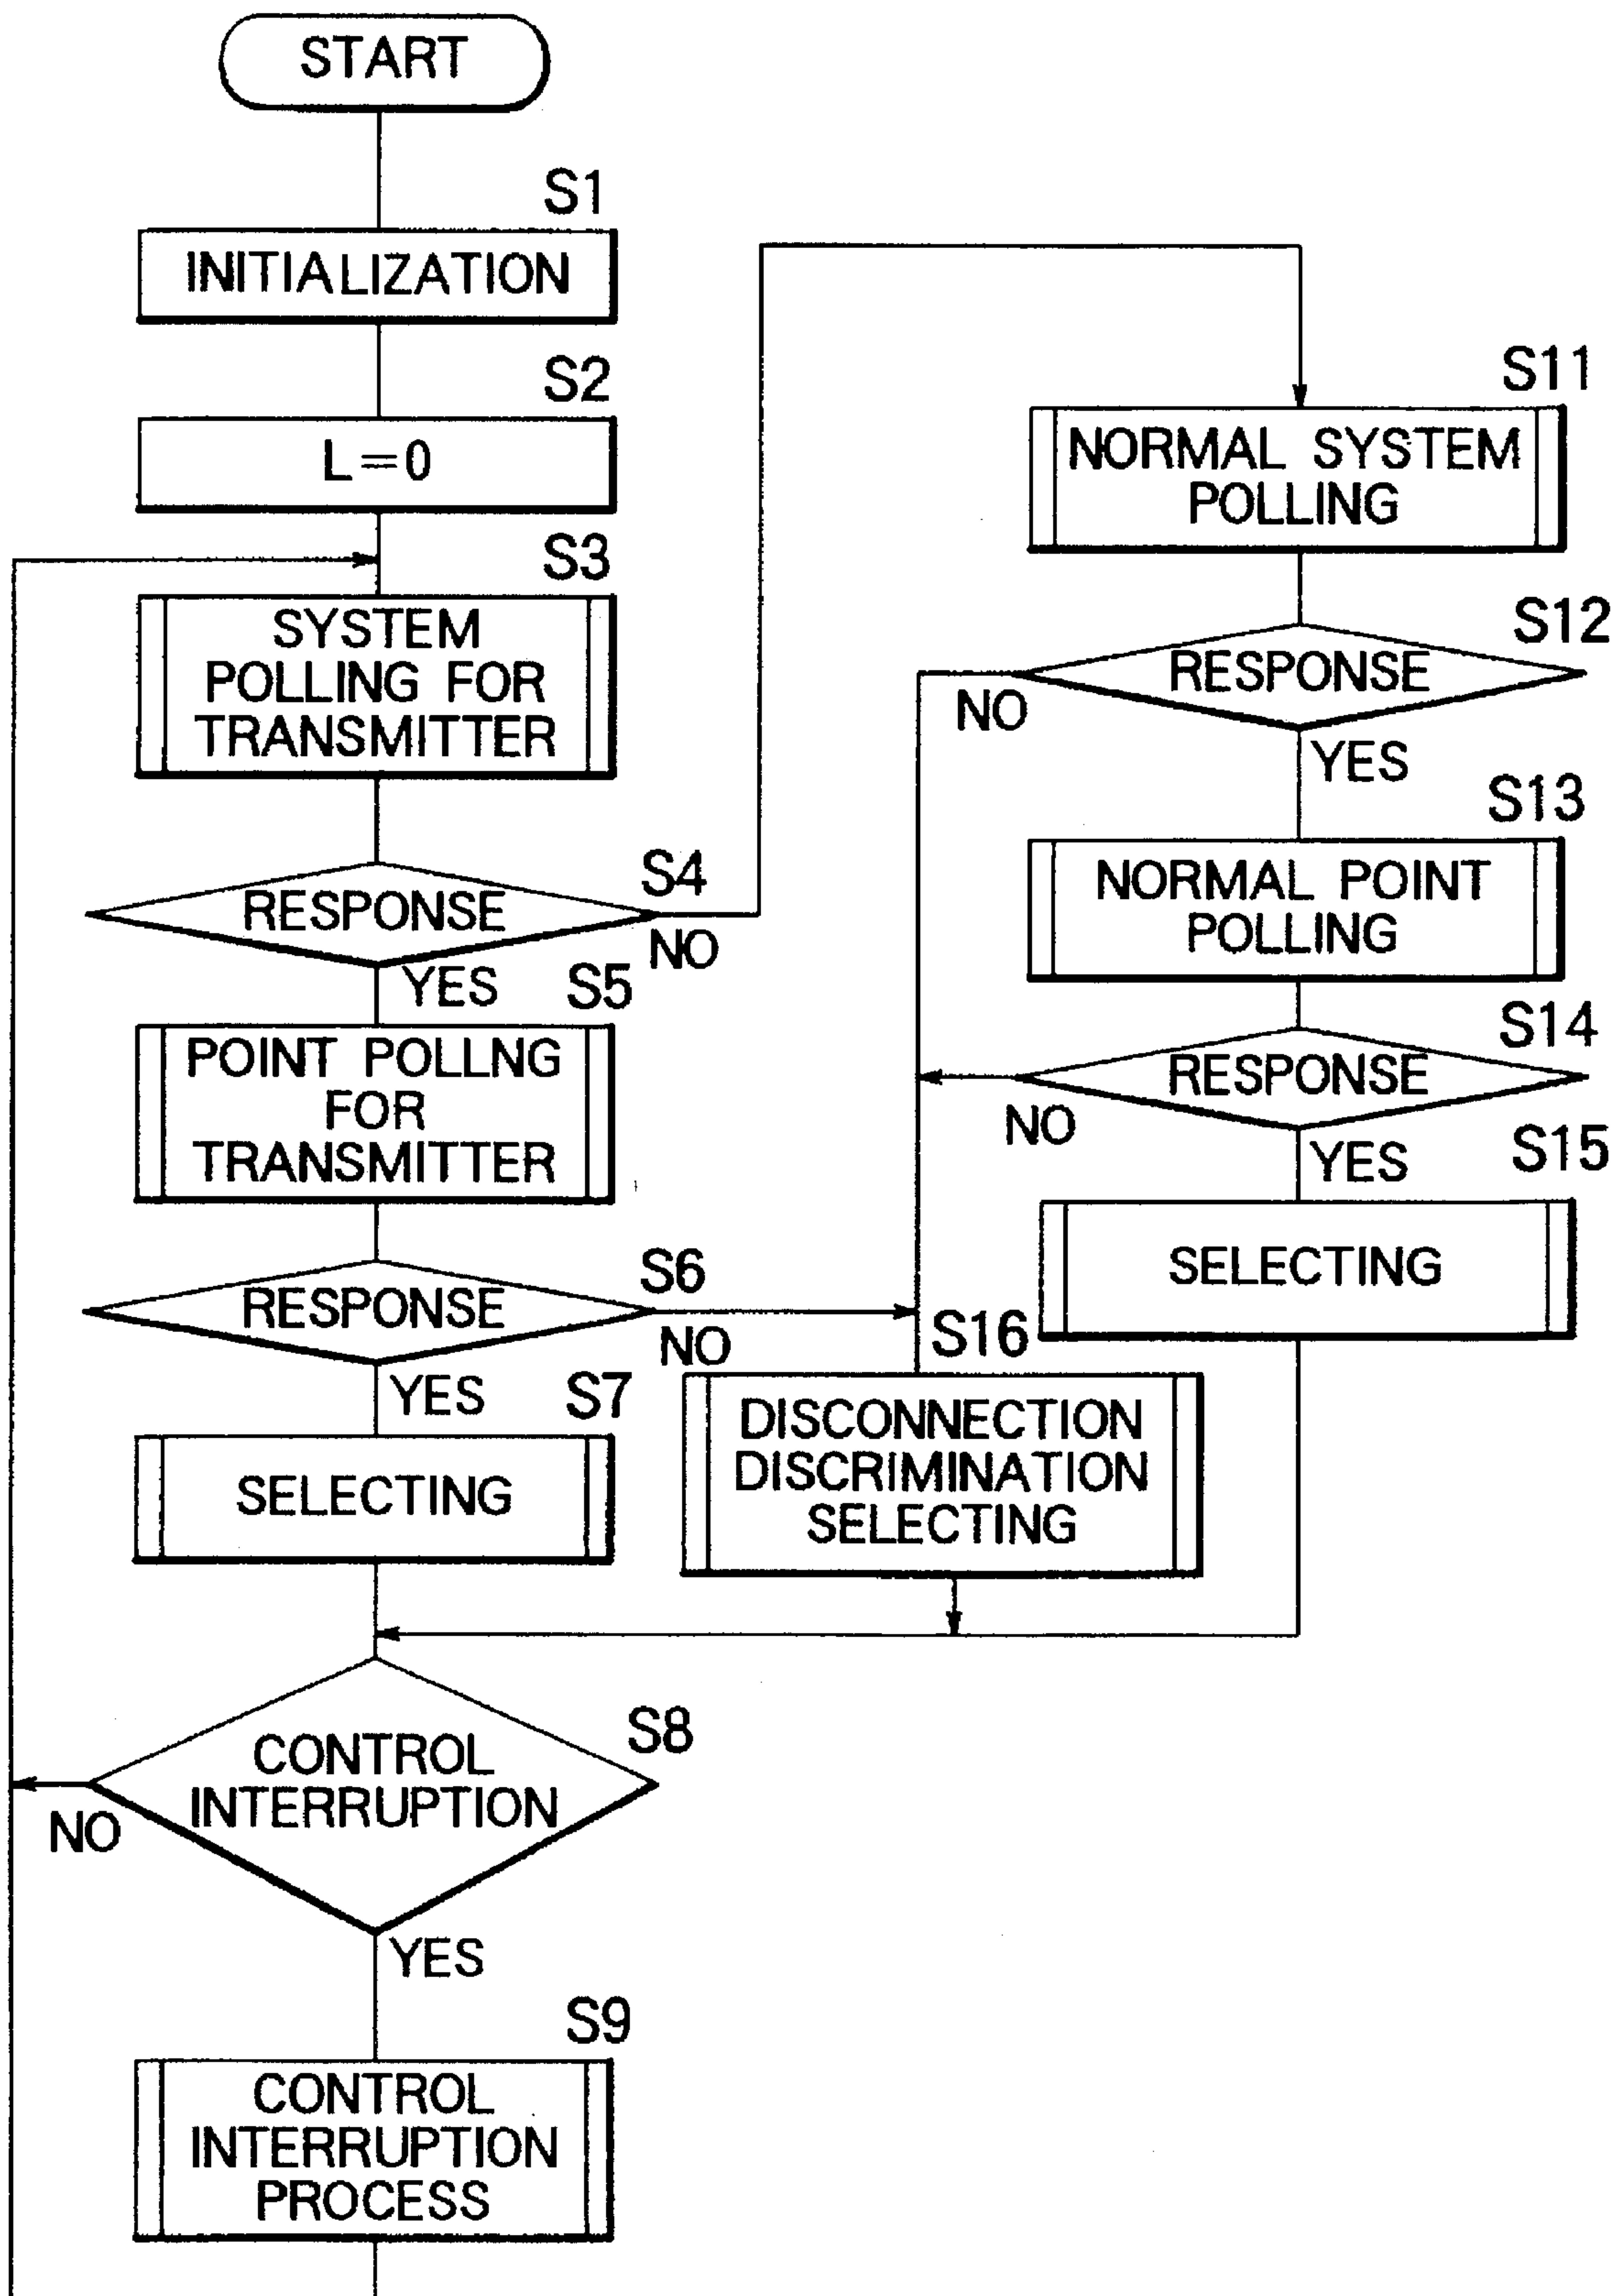 START
S1
INITIALIZATION
S2
L=0
S3
SYSTEM
POLLING FOR
TRANSMITTER
S4
RESPONSE
NO
YES
S5
POINT POLLNG
FOR
TRANSMITTER
S6
RESPONSE
NO
YES
S7
SELECTING
S8
CONTROL
INTERRUPTION
NO
YES
S9
CONTROL
INTERRUPTION
PROCESS
S11
NORMAL SYSTEM
POLLING
S12
RESPONSE
NO
YES
S13
NORMAL POINT
POLLING
S14
RESPONSE
NO
YES
S15
SELECTING
S16
DISCONNECTION
DISCRIMINATION
SELECTING